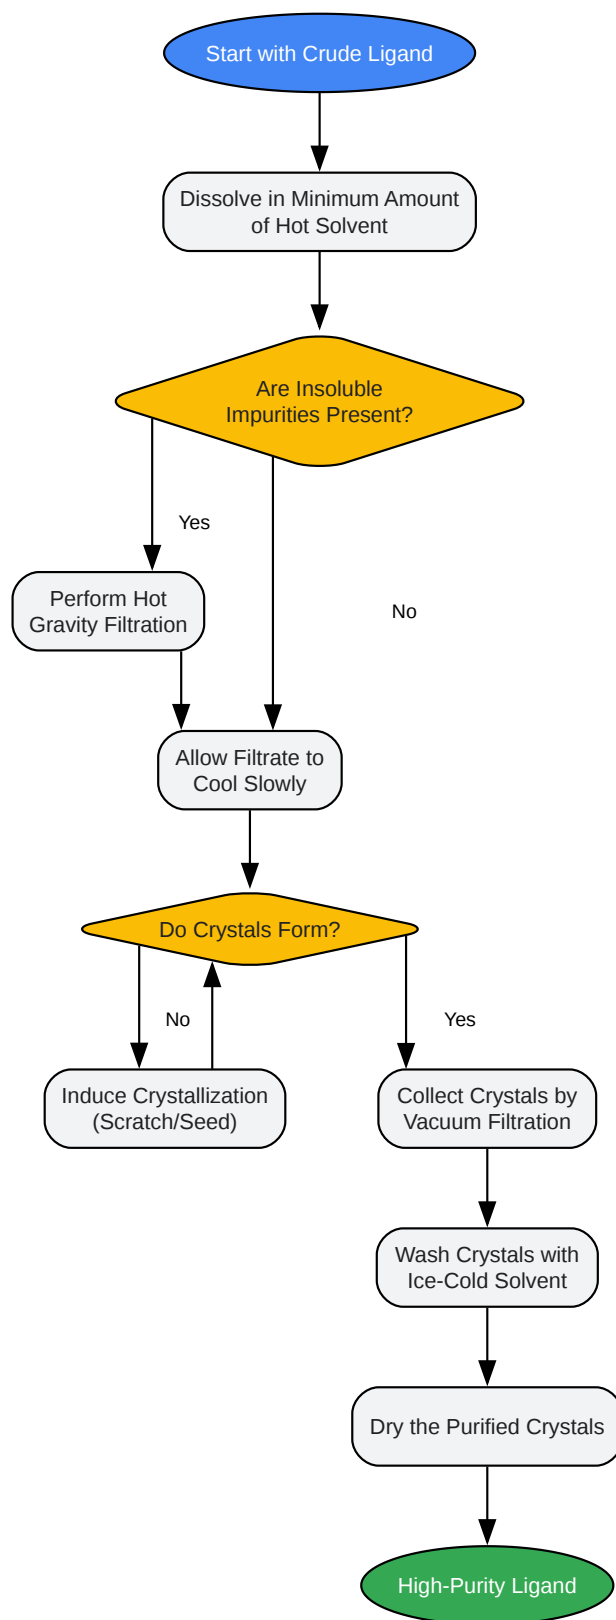 Start with Crude Ligand
Dissolve in Minimum Amount
of Hot Solvent
Are Insoluble
Impurities Present?
Yes
Perform Hot
Gravity Filtration
No
Allow Filtrate to
Cool Slowly
Do Crystals Form?
No
Yes
Induce Crystallization
(Scratch/Seed)
Collect Crystals by
Vacuum Filtration
Wash Crystals with
Ice-Cold Solvent
Dry the Purified Crystals
High-Purity Ligand